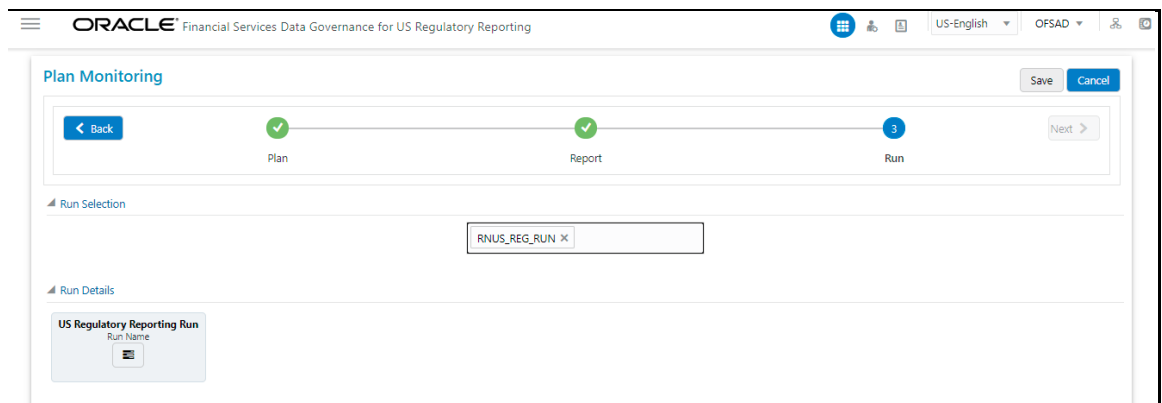 ORACLE Financial Services Data Governance for US Regulatory Reporting
US-English
OFSAD
Plan Monitoring
Save
Cancel
Back
3
Next
Plan
Report
Run
Run Selection
RNUS_REG_RUN
Run Details
US Regulatory Reporting Run
Run Name